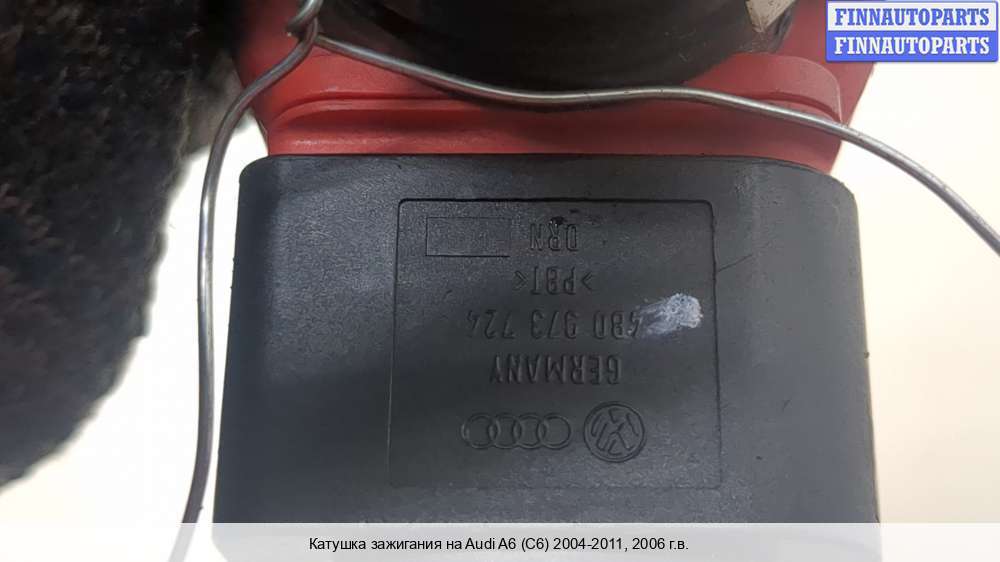 FINNAUTOPARTS
FINNAUTOPARTS
GERMANY
4B0 973 724
>PBT<
DRN
Катушка зажигания на Audi A6 (C6) 2004-2011, 2006 г.в.